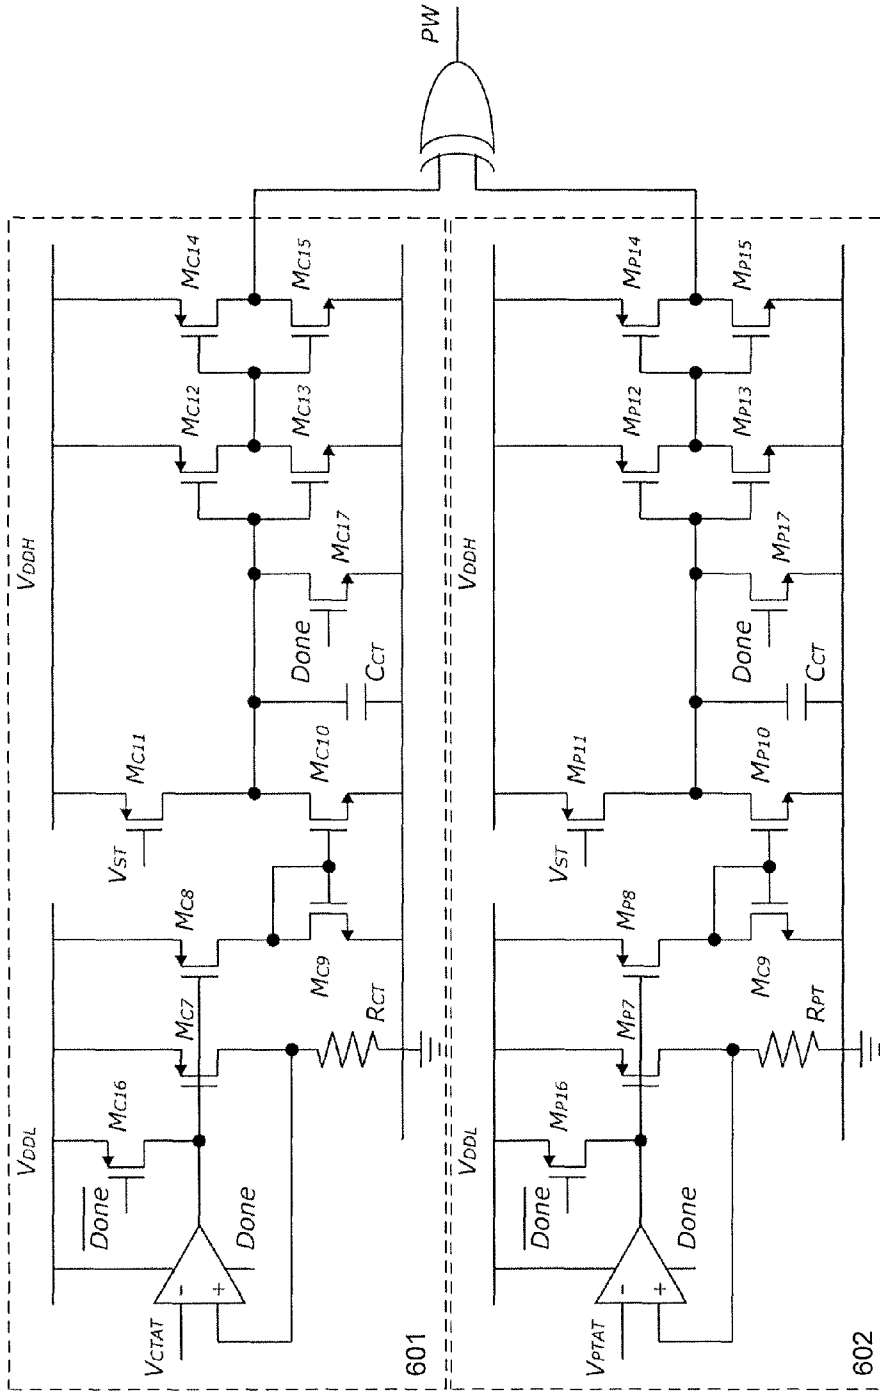 VDDL
VDDH
MC16
Done
MC7
MC8
VST
MC11
MC12
MC14
VCTAT
-
+
Done
RCT
MC9
MC10
CCT
Done
MC17
MC13
MC15
601
PW
VDDL
VDDH
MP16
Done
MP7
MP8
VST
MP11
MP12
MP14
VPTAT
-
+
Done
RPT
MC9
MP10
CCT
Done
MP17
MP13
MP15
602